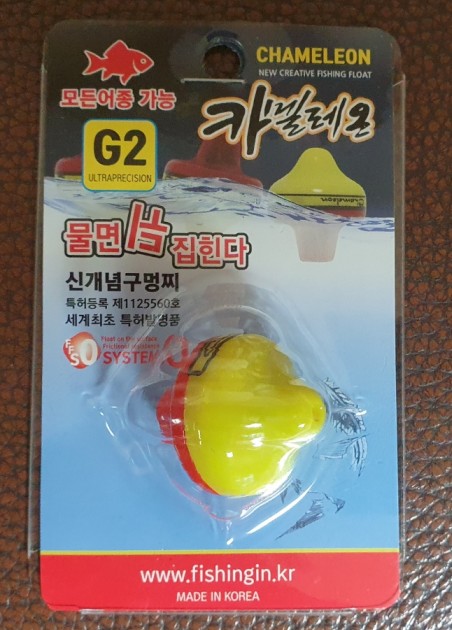 CHAMELEON
NEW CREATIVE FISHING FLOAT
모든어종 가능
카멜레온
G2
ULTRAPRECISION
Chameleon
물면 뒤집힌다
신개념구멍찌
특허등록 제1125560호
세계최초 특허발명품
FFSO
SYSTEM
www.fishingin.kr
MADE IN KOREA